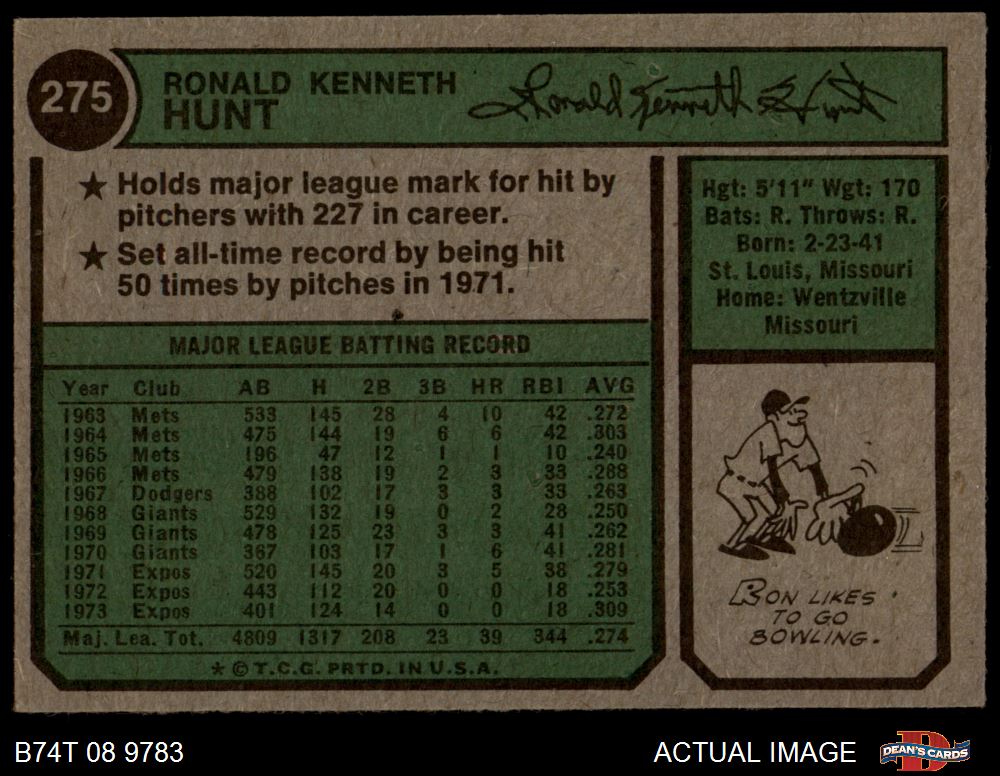 275
RONALD KENNETH
HUNT
Ronald Kenneth Hunt
★ Holds major league mark for hit by
pitchers with 227 in career.
★ Set all-time record by being hit
50 times by pitches in 1971.
Hgt: 5'11" Wgt: 170
Bats: R. Throws: R.
Born: 2-23-41
St. Louis, Missouri
Home: Wentzville
Missouri
MAJOR LEAGUE BATTING RECORD
Year Club AB H 2B 3B HR RBI AVG
1963 Mets 533 145 28 4 10 42 .272
1964 Mets 475 144 19 6 6 42 .303
1965 Mets 196 47 12 1 1 10 .240
1966 Mets 479 138 19 2 3 33 .288
1967 Dodgers 388 102 17 3 3 33 .263
1968 Giants 529 132 19 0 2 28 .250
1969 Giants 478 125 23 3 3 41 .262
1970 Giants 367 103 17 1 6 41 .281
1971 Expos 520 145 20 3 5 38 .279
1972 Expos 443 112 20 0 0 18 .253
1973 Expos 401 124 14 0 0 18 .309
Maj. Lea. Tot. 4809 1317 208 23 39 344 .274
* © T.C.G. PRTD. IN U.S.A.
RON LIKES
TO GO
BOWLING.
B74T 08 9783
ACTUAL IMAGE
D
DEAN'S CARDS